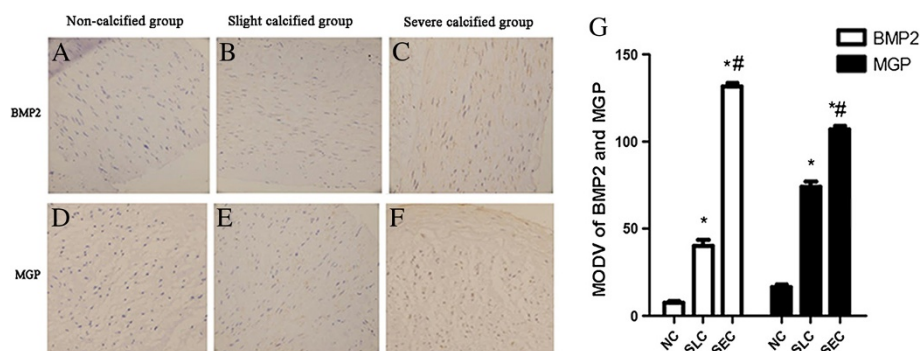 Non-calcified group Slight calcified group Severe calcified group
A B C
BMP2
D E F
MGP
G
BMP2
MGP
MODV of BMP2 and MGP
150
100
50
0
* *# * *#
NC SLC SEC NC SLC SEC